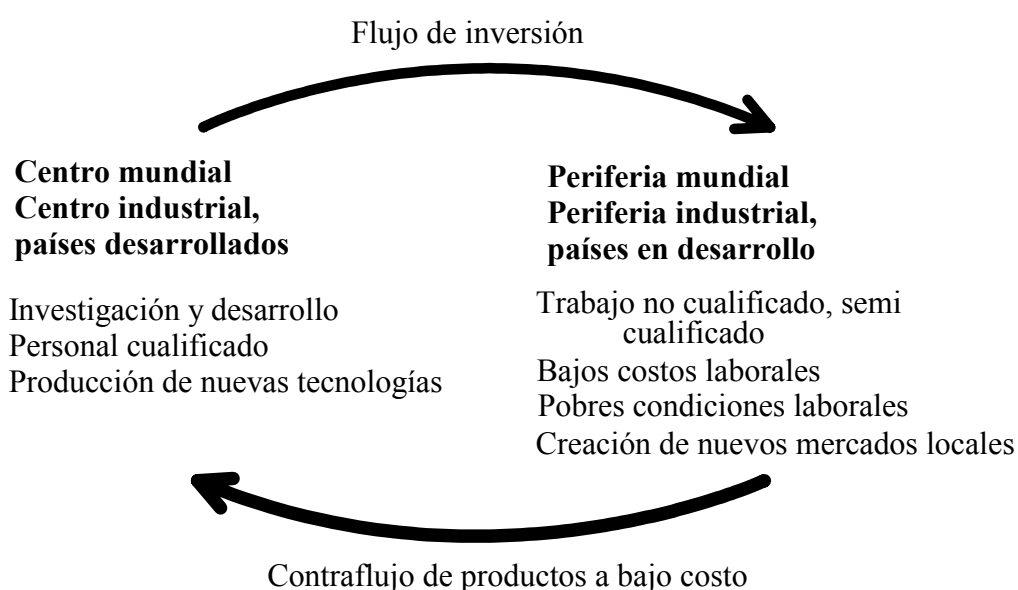 Flujo de inversión
Centro mundial
Centro industrial,
países desarrollados
Investigación y desarrollo
Personal cualificado
Producción de nuevas tecnologías
Periferia mundial
Periferia industrial,
países en desarrollo
Trabajo no cualificado, semi
cualificado
Bajos costos laborales
Pobres condiciones laborales
Creación de nuevos mercados locales
Contraflujo de productos a bajo costo